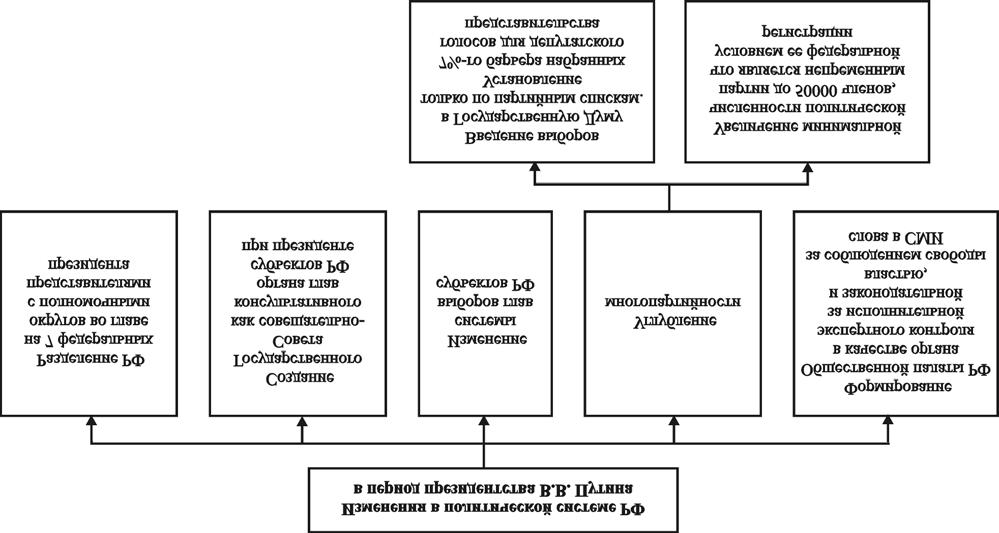 Изменения в политической системе РФ
в период президентства В.В. Путина
Разделение РФ
на 7 федеральных
округов во главе
с полномочными
представителями
президента
Создание
Государственного
Совета
как совещательно-
консультативного
органа глав
субъектов РФ
при президенте
Изменение
системы
выборов глав
субъектов РФ
Углубление
многопартийности
Формирование
Общественной палаты РФ
в качестве органа
экспертного контроля
за исполнительной
и законодательной
властью,
за соблюдением свободы
слова в СМИ
Введение выборов
в Государственную Думу
только по партийным спискам.
Установление
7%-го барьера набранных
голосов для депутатского
представительства
Увеличение минимальной
численности политической
партии до 50000 членов,
что является непременным
условием ее федеральной
регистрации